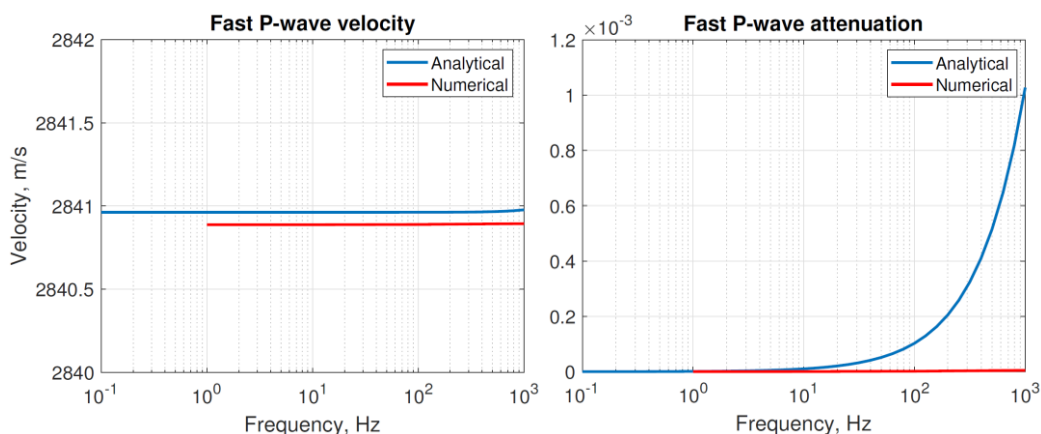 Fast P-wave velocity
2842
2841.5
2841
2840.5
2840
Velocity, m/s
10^-1
10^0
10^1
10^2
10^3
Frequency, Hz
Analytical
Numerical
Fast P-wave attenuation
×10^-3
1.2
1
0.8
0.6
0.4
0.2
0
10^-1
10^0
10^1
10^2
10^3
Frequency, Hz
Analytical
Numerical